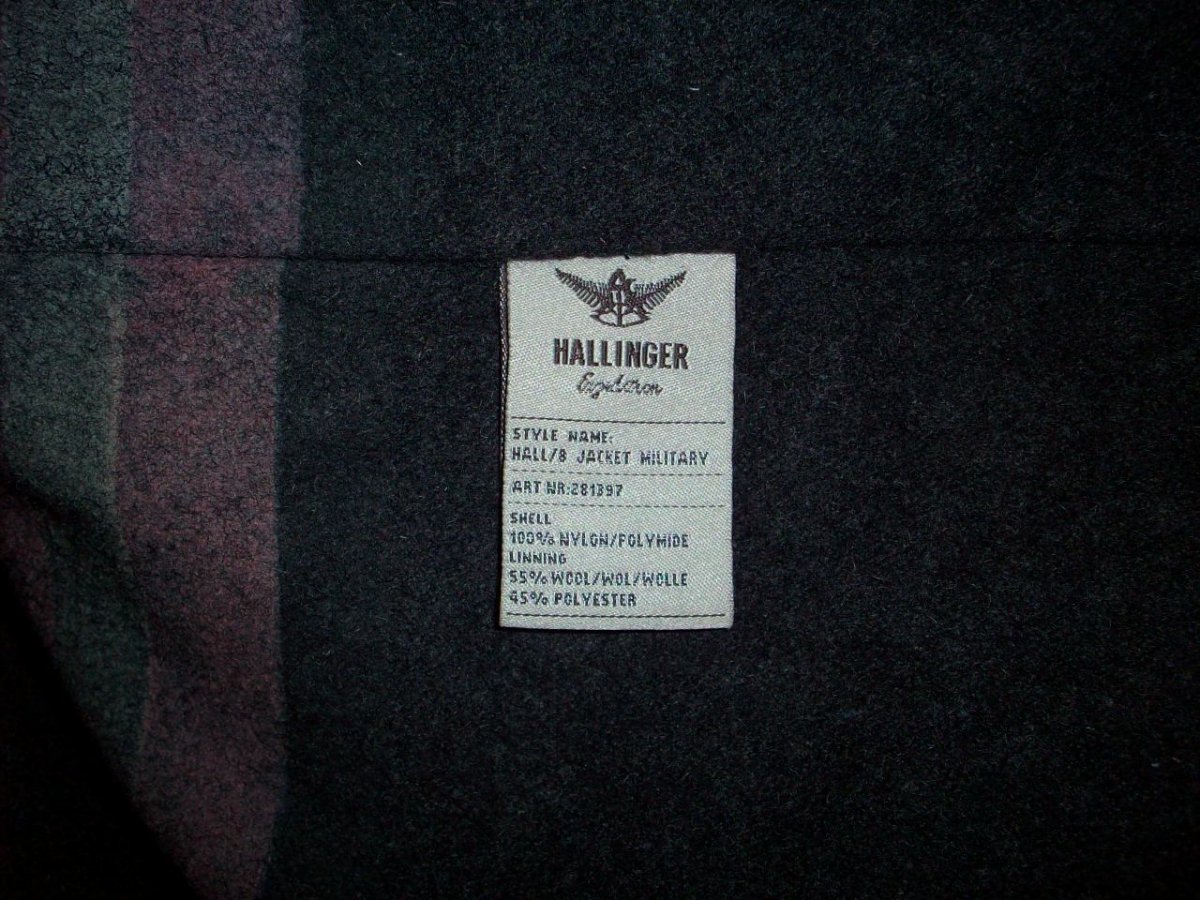 HALLINGER
Expedition
STYLE NAME:
HALL/8 JACKET MILITARY
ART NR:281397
SHELL
100% NYLON/POLYMIDE
LINNING
55% WOOL/WOL/WOLLE
45% POLYESTER